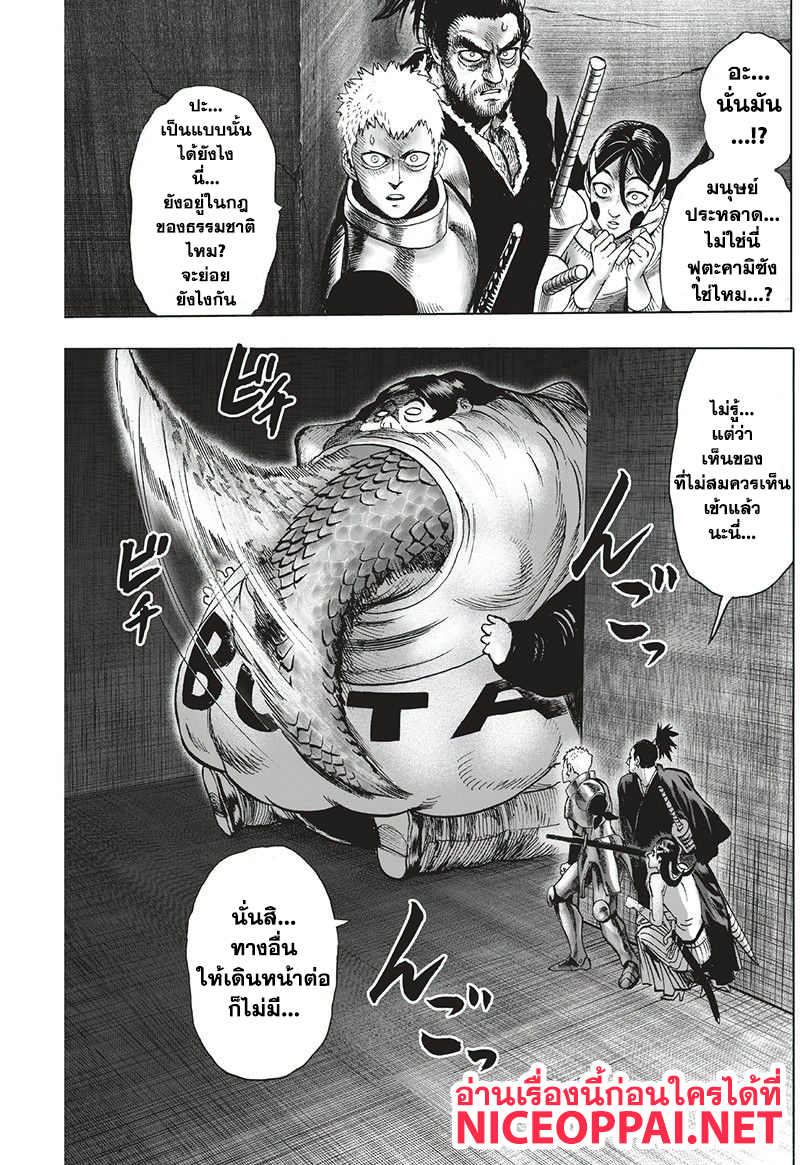 อะ...
นั่นมัน
...!?
มนุษย์
ประหลาด...
ไม่ใช่นี่
ฟุตะคามิซัง
ใช่ไหม...?
ปะ...
เป็นแบบนั้น
ได้ยังไง
นี่...
ยังอยู่ในกฎ
ของธรรมชาติ
ไหม?
จะย่อย
ยังไงกัน
ビチ
ไม่รู้...
แต่ว่า
เห็นของ
ที่ไม่สมควรเห็น
เข้าแล้ว
นะนี่...
んごごっ
ビチ
BUTA
นั่นสิ...
ทางอื่น
ให้เดินหน้าต่อ
ก็ไม่มี...
んごごっ
อ่านเรื่องนี้ก่อนใครได้ที่
NICEOPPAI.NET